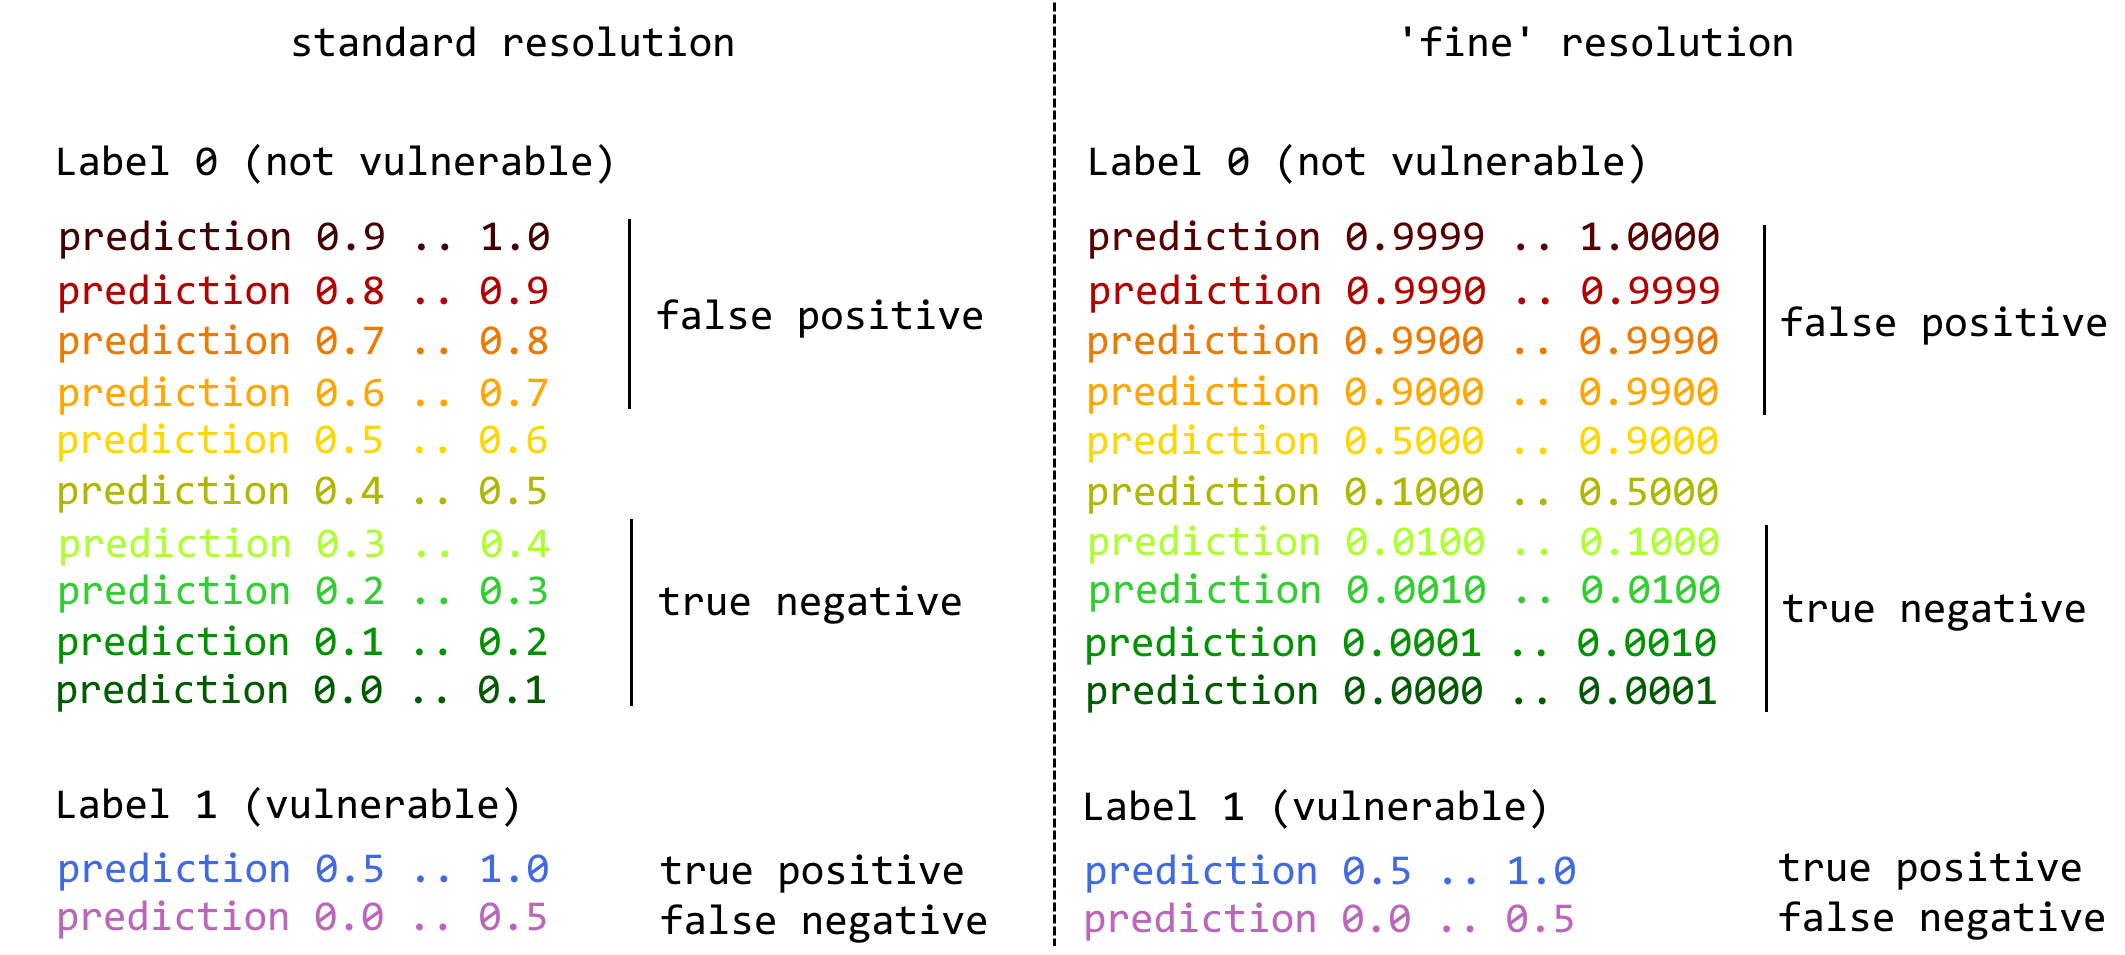 standard resolution
Label 0 (not vulnerable)
prediction 0.9 .. 1.0
prediction 0.8 .. 0.9
false positive
prediction 0.7 .. 0.8
prediction 0.6 .. 0.7
prediction 0.5 .. 0.6
prediction 0.4 .. 0.5
prediction 0.3 .. 0.4
prediction 0.2 .. 0.3
true negative
prediction 0.1 .. 0.2
prediction 0.0 .. 0.1
Label 1 (vulnerable)
prediction 0.5 .. 1.0 true positive
prediction 0.0 .. 0.5 false negative
'fine' resolution
Label 0 (not vulnerable)
prediction 0.9999 .. 1.0000
prediction 0.9990 .. 0.9999
false positive
prediction 0.9900 .. 0.9990
prediction 0.9000 .. 0.9900
prediction 0.5000 .. 0.9000
prediction 0.1000 .. 0.5000
prediction 0.0100 .. 0.1000
prediction 0.0010 .. 0.0100
true negative
prediction 0.0001 .. 0.0010
prediction 0.0000 .. 0.0001
Label 1 (vulnerable)
prediction 0.5 .. 1.0 true positive
prediction 0.0 .. 0.5 false negative